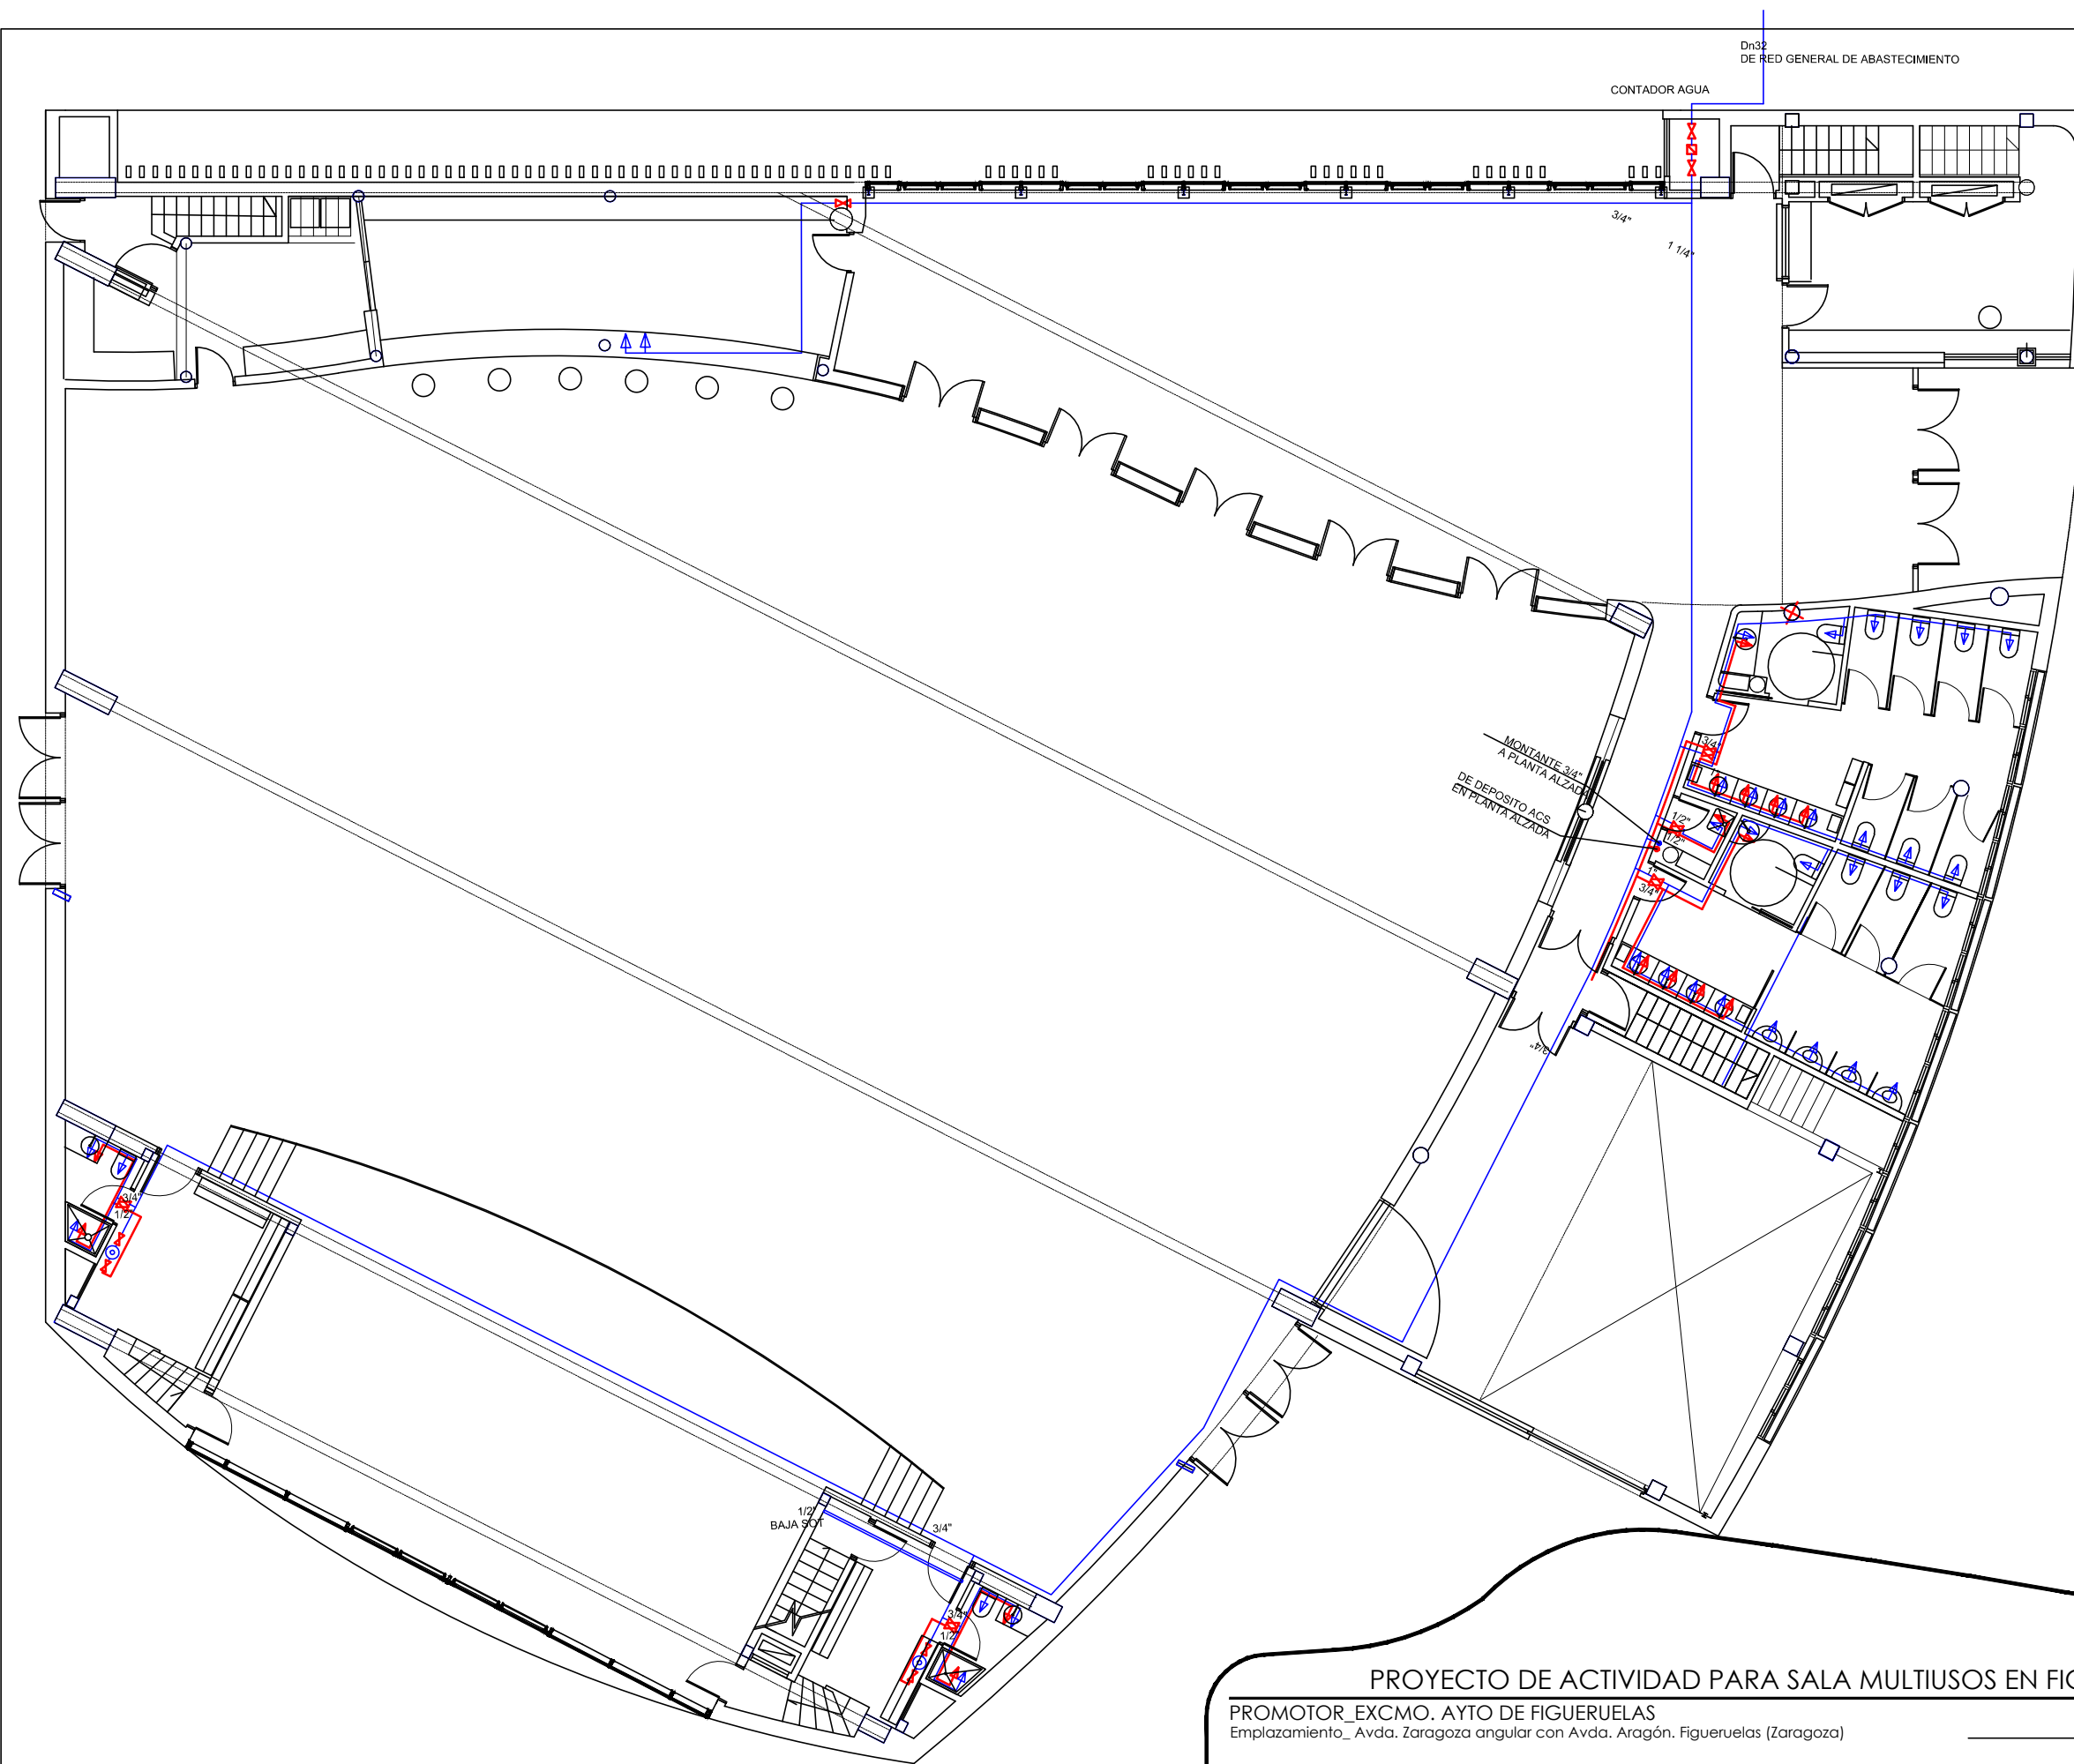 Dn32
DE RED GENERAL DE ABASTECIMIENTO
CONTADOR AGUA
3/4"
1 1/4"
MONTANTE 3/4"
A PLANTA ALZADA
DE DEPOSITO ACS
EN PLANTA ALZADA
3/4"
1"
1/2"
1/2"
1"
3/4"
3/4"
3/4"
1/2"
1/2"
BAJA SOT
3/4"
3/4"
1/2"
PROYECTO DE ACTIVIDAD PARA SALA MULTIUSOS EN FIG
PROMOTOR_EXCMO. AYTO DE FIGUERUELAS
Emplazamiento_ Avda. Zaragoza angular con Avda. Aragón. Figueruelas (Zaragoza)